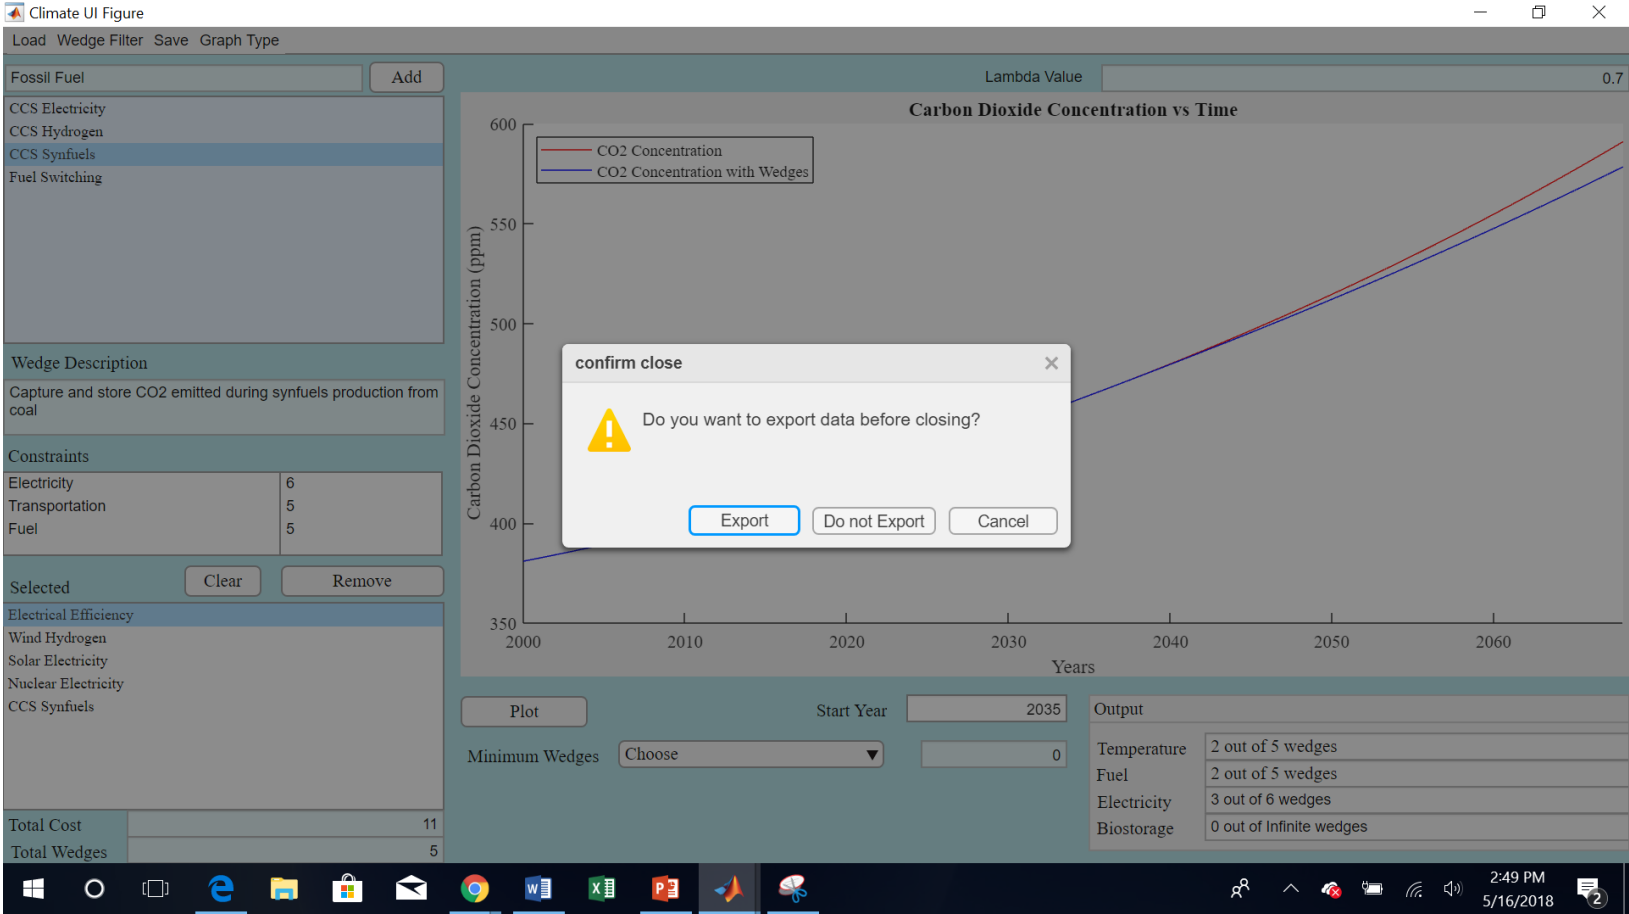 Climate UI Figure
Load Wedge Filter Save Graph Type
Fossil Fuel
Add
CCS Electricity
CCS Hydrogen
CCS Synfuels
Fuel Switching
Wedge Description
Capture and store CO2 emitted during synfuels production from
coal
Constraints
Electricity 6
Transportation 5
Fuel 5
Selected
Clear
Remove
Electrical Efficiency
Wind Hydrogen
Solar Electricity
Nuclear Electricity
CCS Synfuels
Total Cost 11
Total Wedges 5
Lambda Value 0.7
Carbon Dioxide Concentration vs Time
CO2 Concentration
CO2 Concentration with Wedges
Carbon Dioxide Concentration (ppm)
600
550
500
450
400
350
2000 2010 2020 2030 2040 2050 2060
Years
confirm close
Do you want to export data before closing?
Export
Do not Export
Cancel
Plot
Start Year 2035
Minimum Wedges Choose 0
Output
Temperature 2 out of 5 wedges
Fuel 2 out of 5 wedges
Electricity 3 out of 6 wedges
Biostorage 0 out of Infinite wedges
2:49 PM
5/16/2018
2